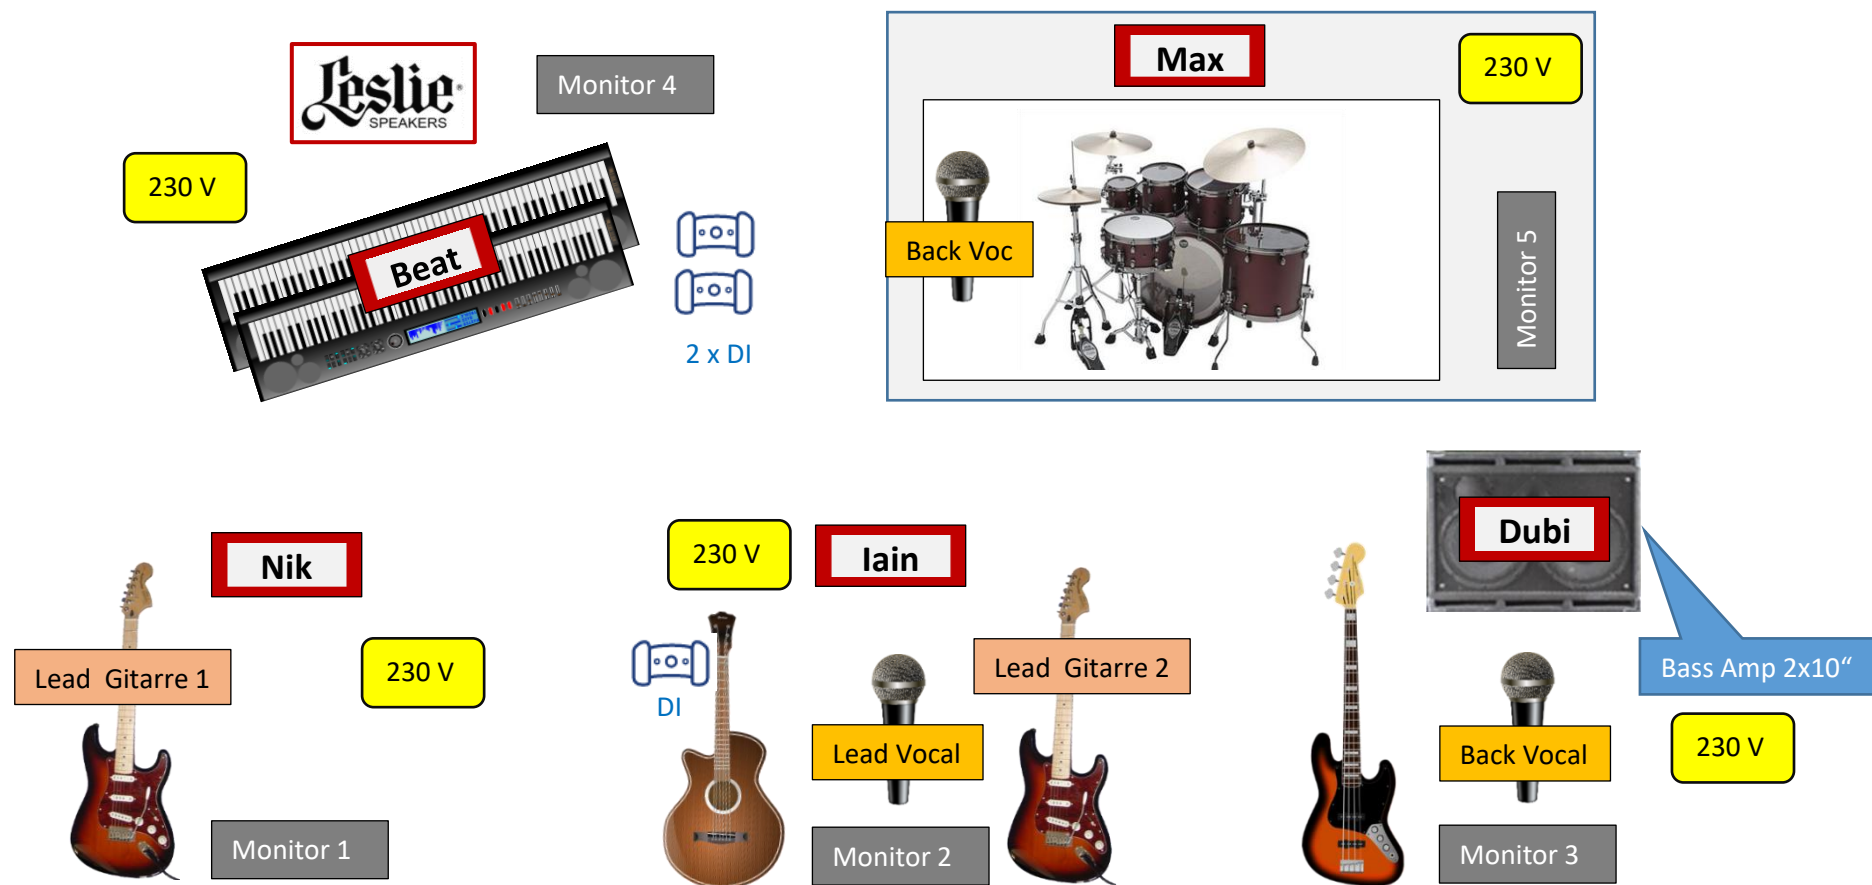 Leslie®
SPEAKERS
Monitor 4
Max
230 V
230 V
Beat
2 x DI
Back Voc
Monitor 5
Nik
230 V
Iain
Dubi
Lead  Gitarre 1
230 V
DI
Lead Vocal
Lead  Gitarre 2
Back Vocal
Bass Amp 2x10“
230 V
Monitor 1
Monitor 2
Monitor 3